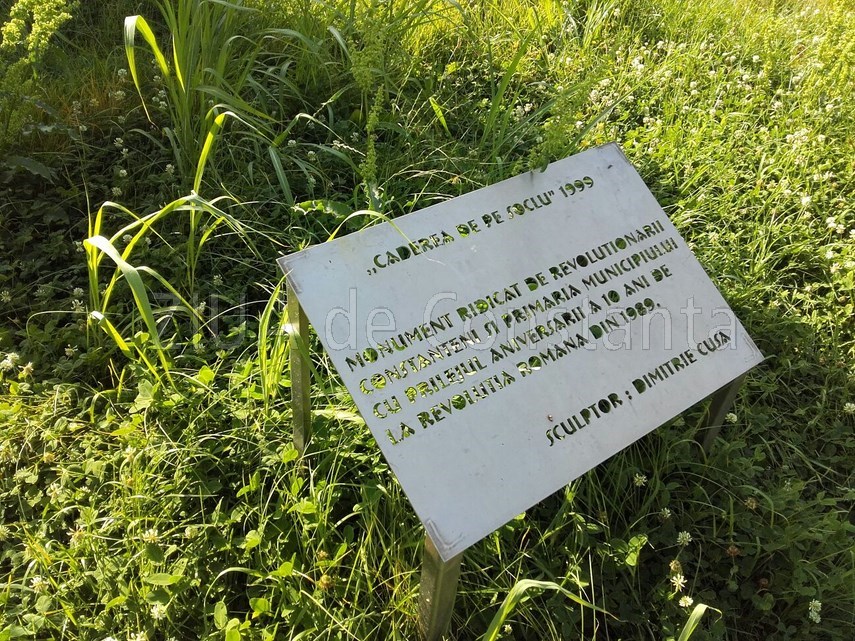 „CADEREA DE PE SOCLU" 1999
MONUMENT RIDICAT DE REVOLUTIONARII
CONSTANTENI SI PRIMARIA MUNICIPIULUI
CU PRILEJUL ANIVERSARII A 10 ANI DE
LA REVOLUTIA ROMANA DIN 1989.
SCULPTOR : DIMITRIE CUSA
ZIUA de Constanta